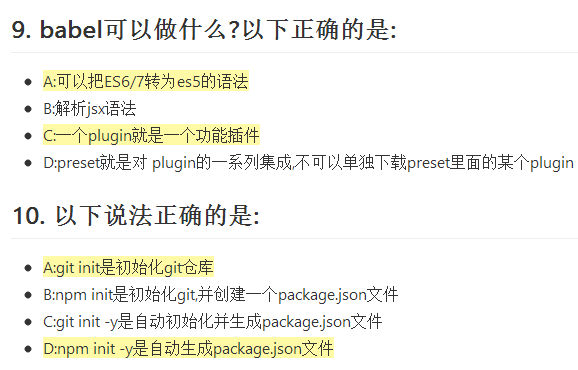 9. babel可以做什么?以下正确的是:
A:可以把ES6/7转为es5的语法
B:解析jsx语法
C:一个plugin就是一个功能插件
D:preset就是对 plugin的一系列集成,不可以单独下载preset里面的某个plugin
10. 以下说法正确的是:
A:git init是初始化git仓库
B:npm init是初始化git,并创建一个package.json文件
C:git init -y是自动初始化并生成package.json文件
D:npm init -y是自动生成package.json文件